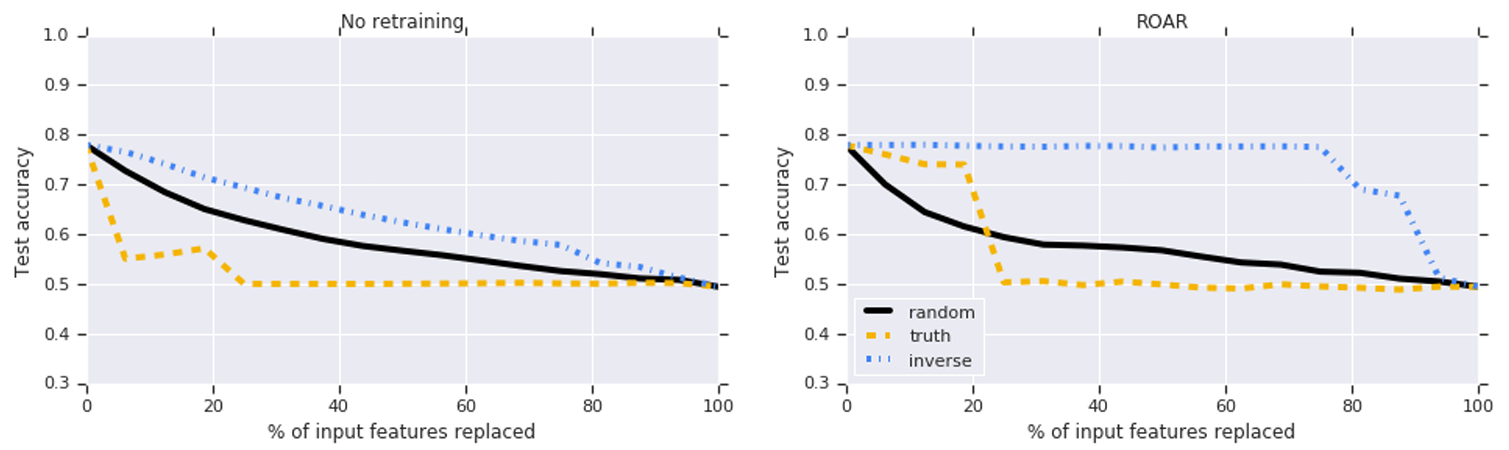 No retraining
1.0
0.9
0.8
0.7
0.6
0.5
0.4
0.3
Test accuracy
0 20 40 60 80 100
% of input features replaced
ROAR
1.0
0.9
0.8
0.7
0.6
0.5
0.4
0.3
Test accuracy
random
truth
inverse
0 20 40 60 80 100
% of input features replaced